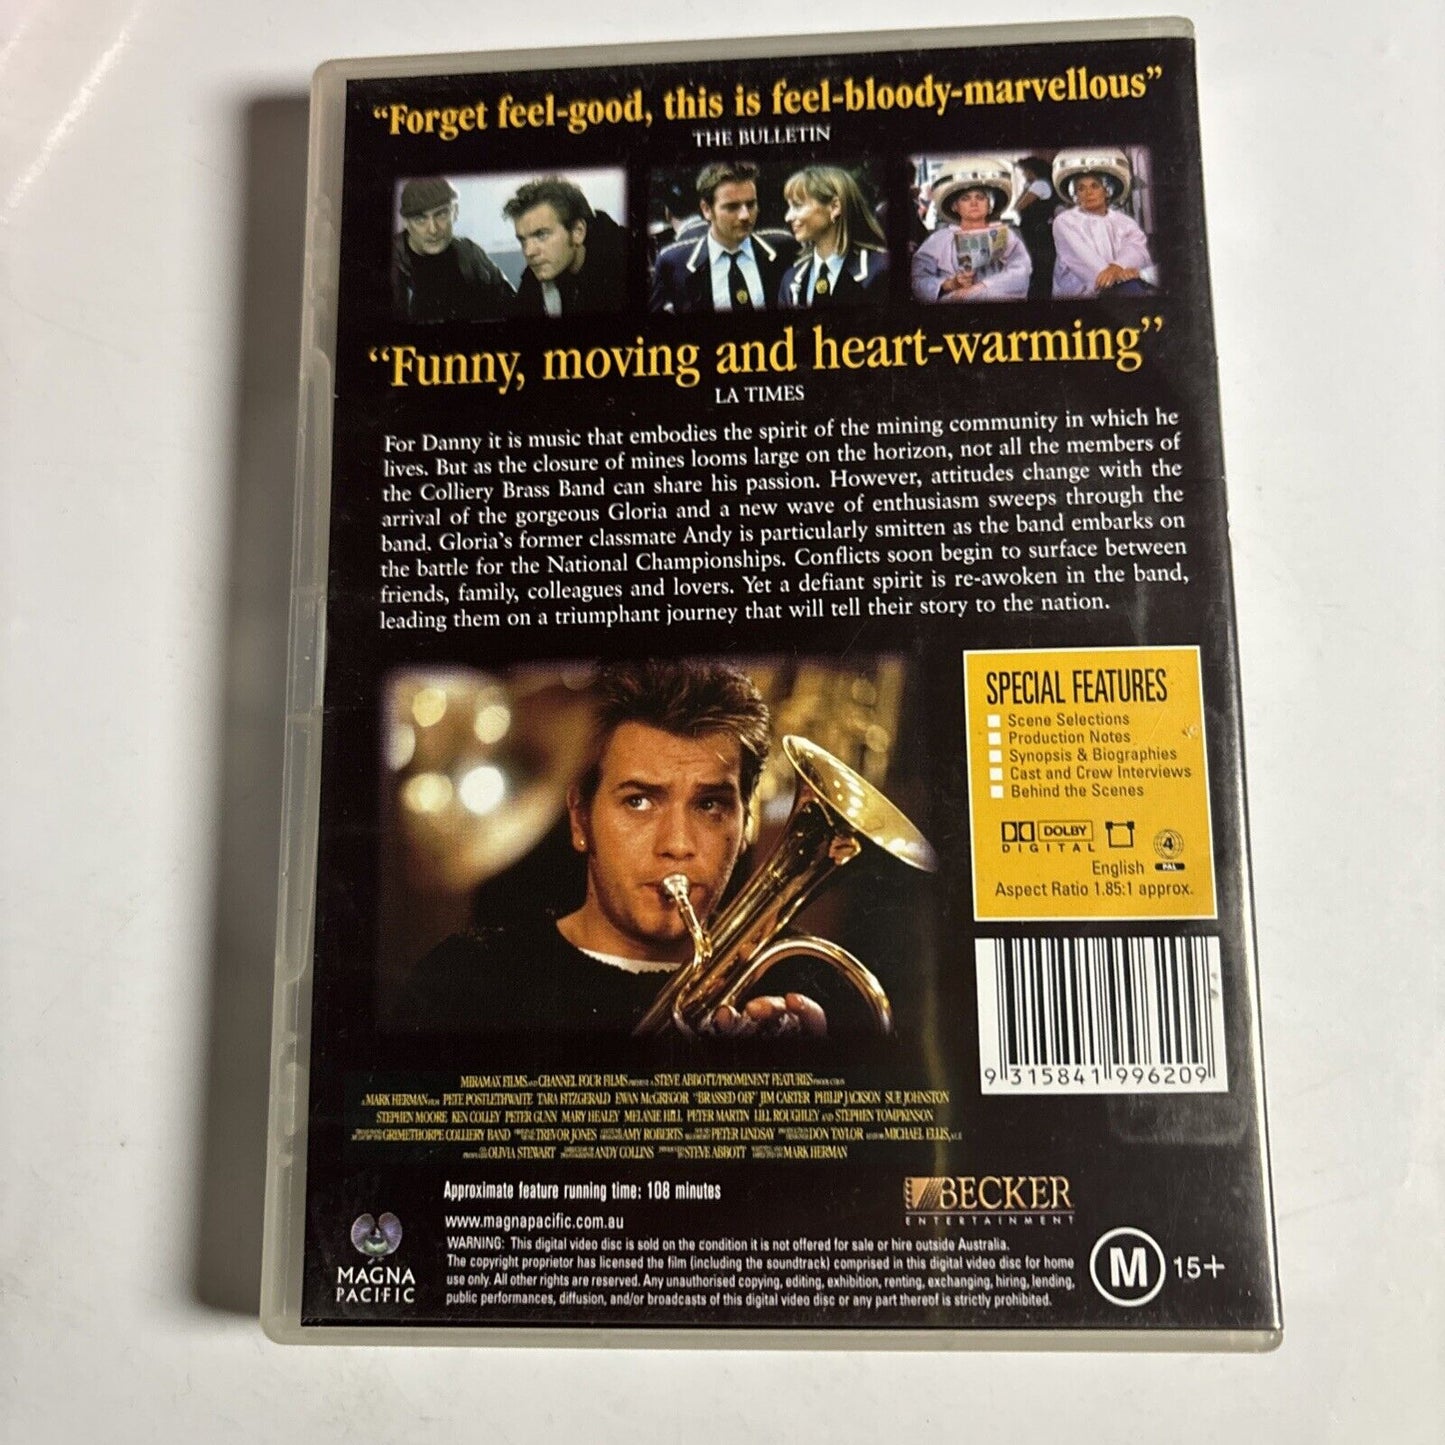 “Forget feel-good, this is feel-bloody-marvellous”
THE BULLETIN
“Funny, moving and heart-warming”
LA TIMES
For Danny it is music that embodies the spirit of the mining community in which he
lives. But as the closure of mines looms large on the horizon, not all the members of
the Colliery Brass Band can share his passion. However, attitudes change with the
arrival of the gorgeous Gloria and a new wave of enthusiasm sweeps through the
band. Gloria's former classmate Andy is particularly smitten as the band embarks on
the battle for the National Championships. Conflicts soon begin to surface between
friends, family, colleagues and lovers. Yet a defiant spirit is re-awoken in the band,
leading them on a triumphant journey that will tell their story to the nation.
SPECIAL FEATURES
Scene Selections
Production Notes
Synopsis & Biographies
Cast and Crew Interviews
Behind the Scenes
DOLBY
DIGITAL
4
PAL
English
Aspect Ratio 1.85:1 approx.
9 315841 996209
MIRAMAX FILMS AND CHANNEL FOUR FILMS PRESENT A STEVE ABBOTT/PROMINENT FEATURES PRODUCTION
A MARK HERMAN FILM PETE POSTLETHWAITE TARA FITZGERALD EWAN McGREGOR "BRASSED OFF" JIM CARTER PHILIP JACKSON SUE JOHNSTON
STEPHEN MOORE KEN COLLEY PETER GUNN MARY HEALEY MELANIE HILL PETER MARTIN LILL ROUGHLEY AND STEPHEN TOMPKINSON
GRIMETHORPE COLLIERY BAND TREVOR JONES AMY ROBERTS PETER LINDSAY DON TAYLOR MICHAEL ELLIS
OLIVIA STEWART ANDY COLLINS STEVE ABBOTT MARK HERMAN
Approximate feature running time: 108 minutes
www.magnapacific.com.au
BECKER
ENTERTAINMENT
WARNING: This digital video disc is sold on the condition it is not offered for sale or hire outside Australia.
The copyright proprietor has licensed the film (including the soundtrack) comprised in this digital video disc for home
use only. All other rights are reserved. Any unauthorised copying, editing, exhibition, renting, exchanging, hiring, lending,
public performances, diffusion, and/or broadcasts of this digital video disc or any part thereof is strictly prohibited.
MAGNA
PACIFIC
M 15+